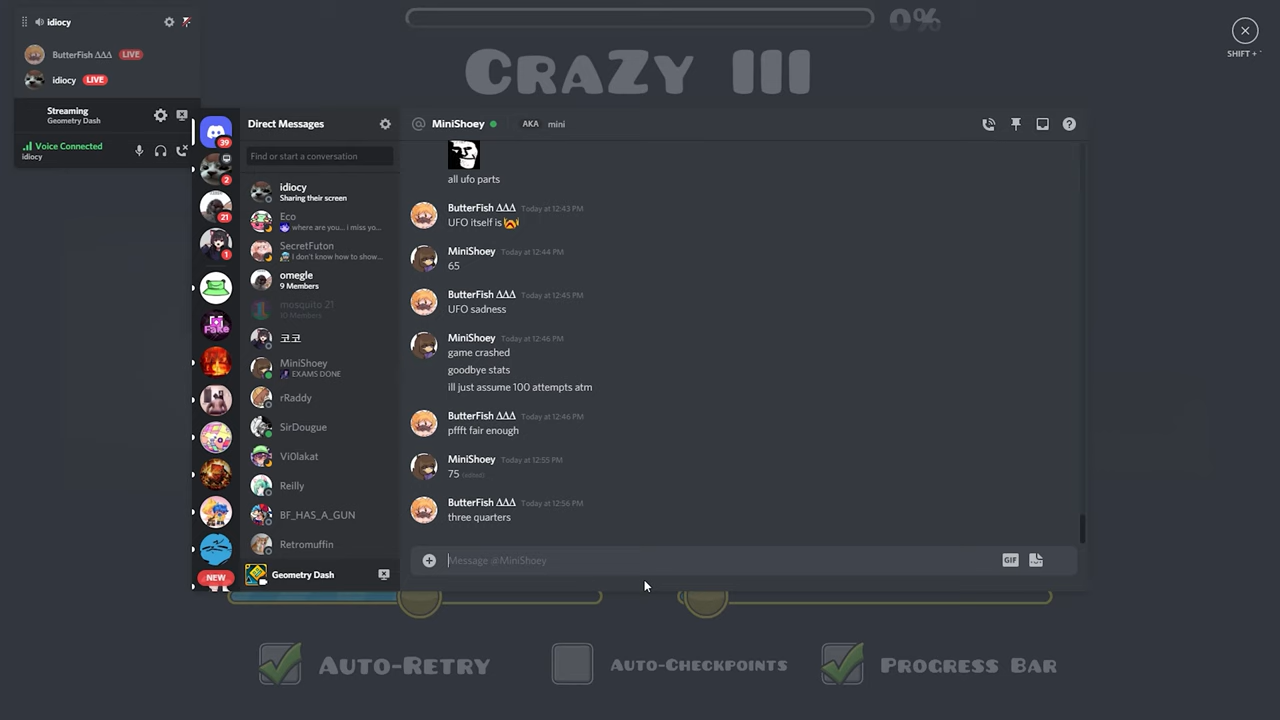 idiocy
ButterFish ΔΔΔ LIVE
idiocy LIVE
Streaming
Geometry Dash
Voice Connected
idiocy
0%
CraZy III
SHIFT + `
39
2
21
1
Fake
NEW
Direct Messages
Find or start a conversation
idiocy
Sharing their screen
Eco
where are you... i miss yo...
SecretFuton
i don't know how to show...
omegle
9 Members
mosquito 21
10 Members
코코
MiniShoey
EXAMS DONE
rRaddy
SirDougue
Vi0lakat
Reilly
BF_HAS_A_GUN
Retromuffin
Geometry Dash
@ MiniShoey AKA mini
all ufo parts
ButterFish ΔΔΔ Today at 12:43 PM
UFO itself is
MiniShoey Today at 12:44 PM
65
ButterFish ΔΔΔ Today at 12:45 PM
UFO sadness
MiniShoey Today at 12:46 PM
game crashed
goodbye stats
ill just assume 100 attempts atm
ButterFish ΔΔΔ Today at 12:46 PM
pffft fair enough
MiniShoey Today at 12:55 PM
75 (edited)
ButterFish ΔΔΔ Today at 12:56 PM
three quarters
Message @MiniShoey
GIF
Auto-Retry
Auto-Checkpoints
Progress Bar